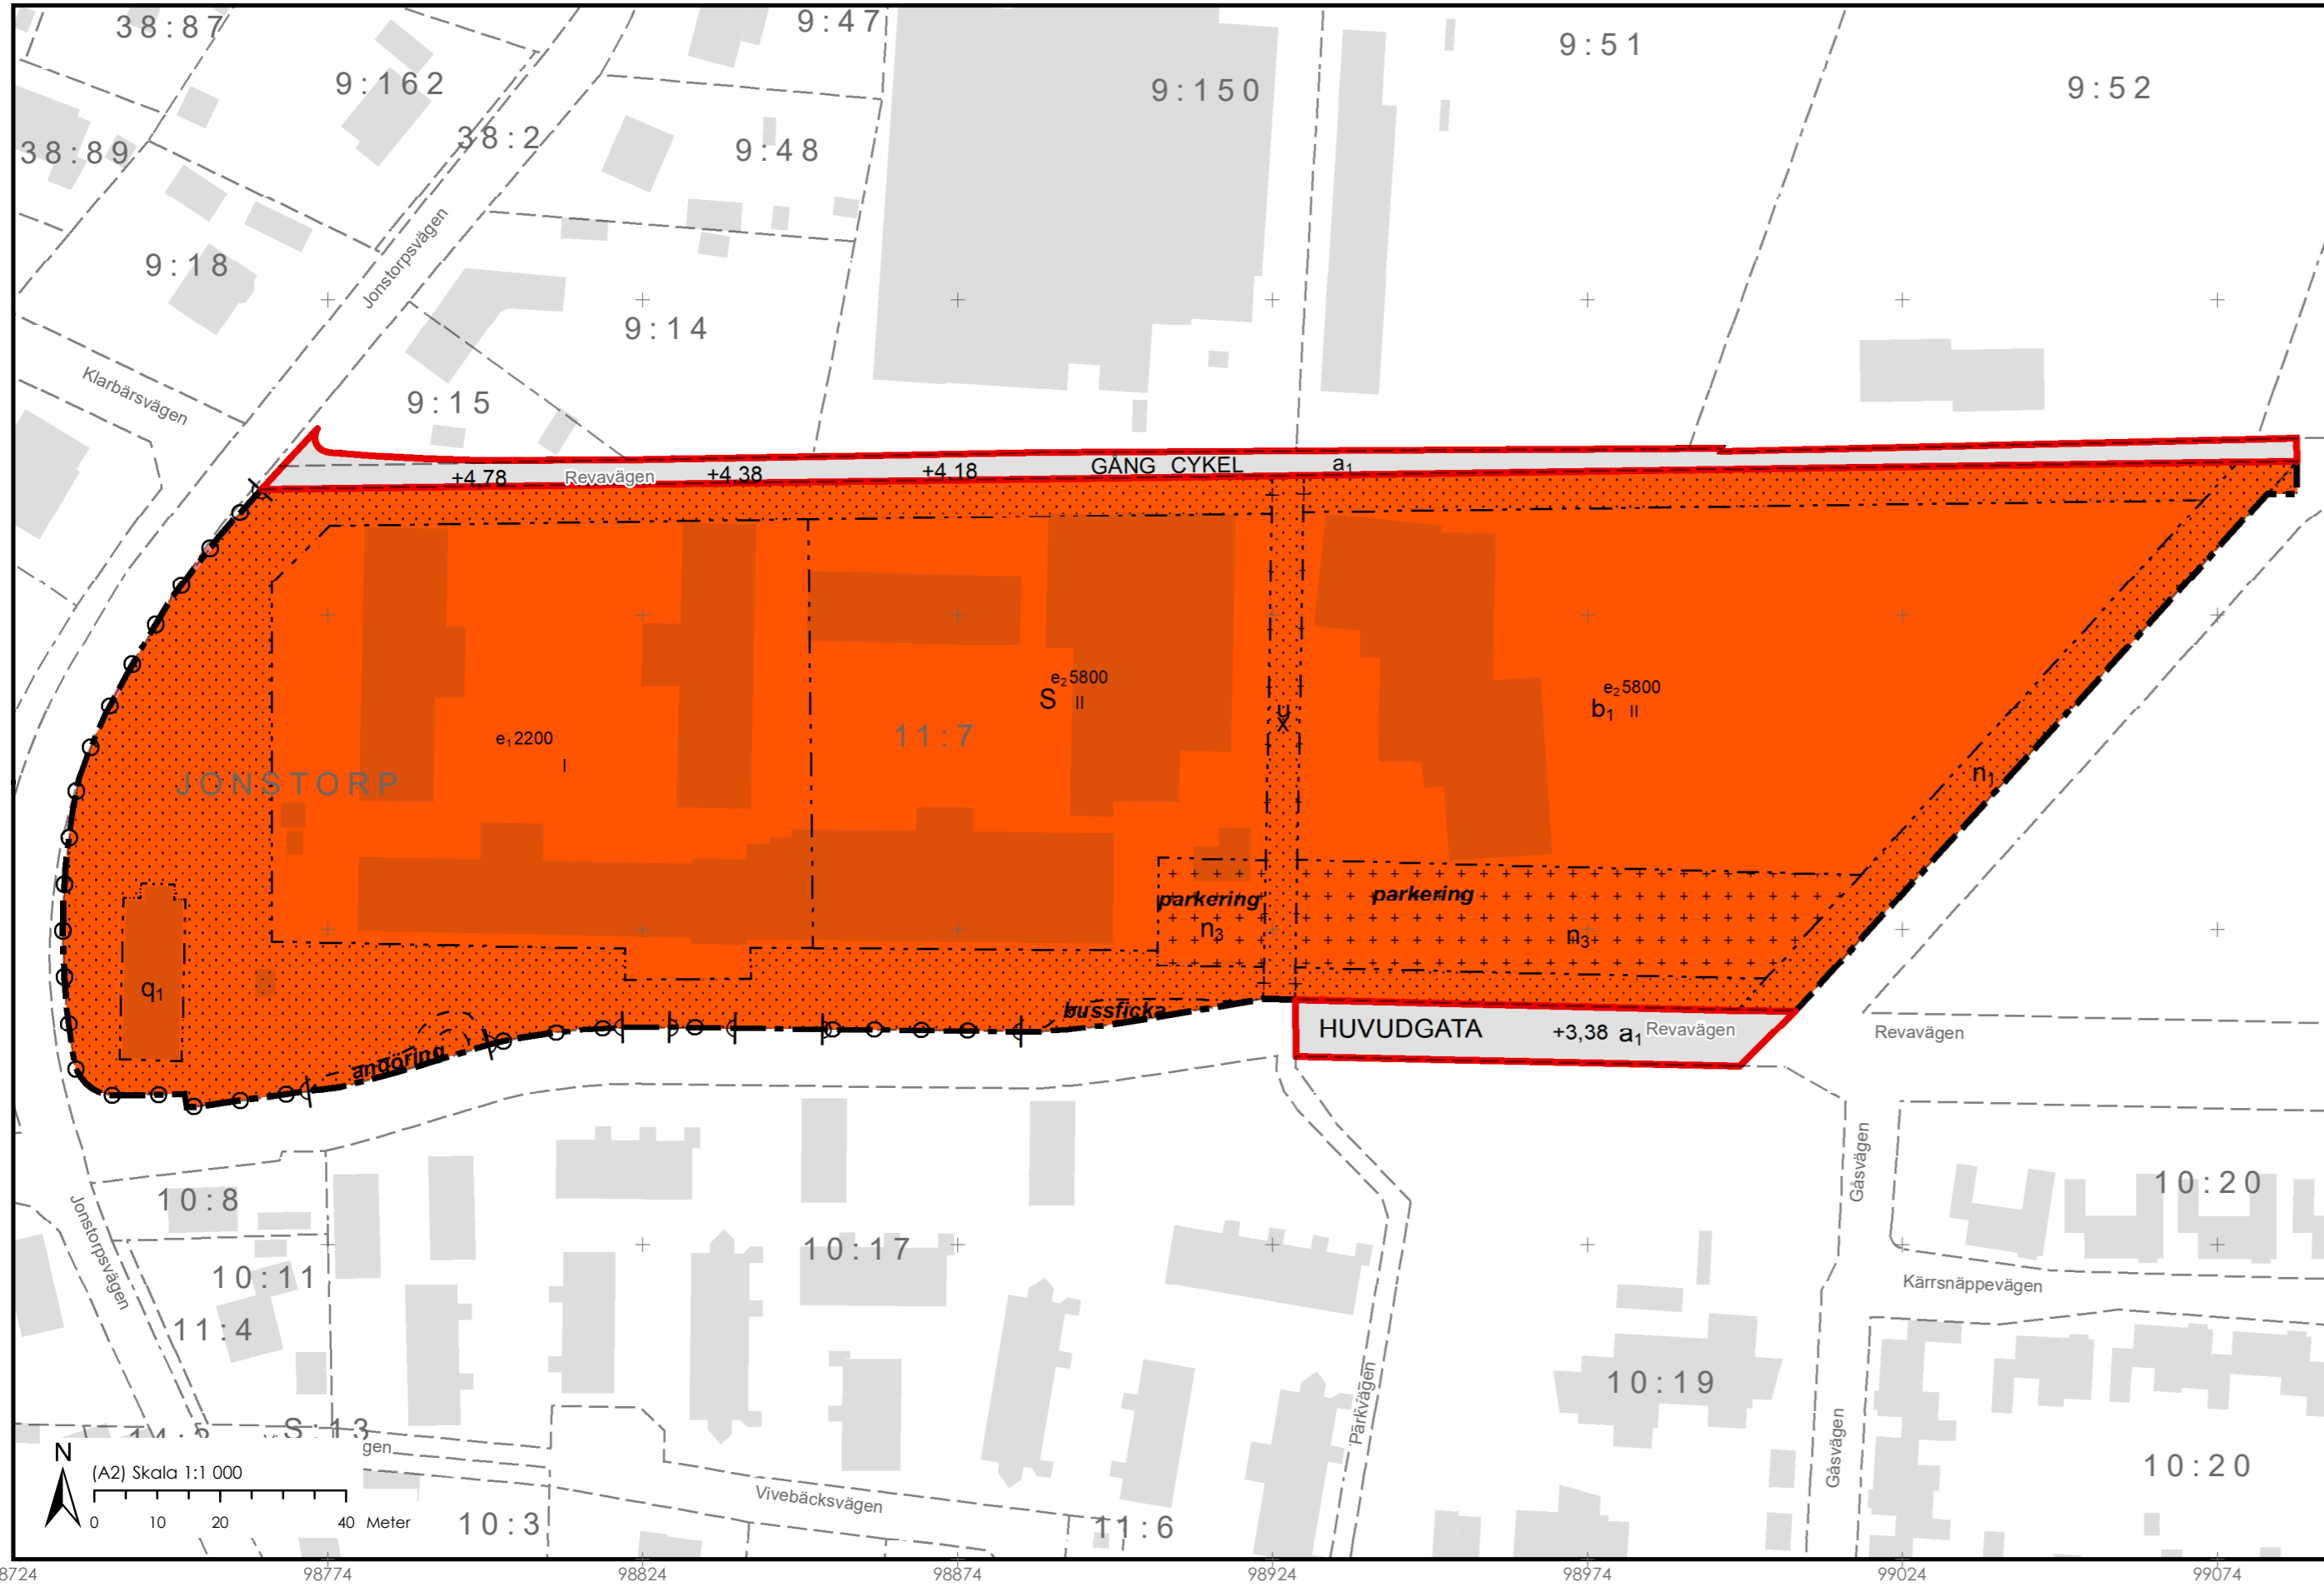 38:87
9:47
9:51
9:162
9:150
9:52
38:2
38:89
9:48
Jonstorpsvägen
9:18
9:14
Klarbärsvägen
9:15
+4,78
Revavägen
+4,38
+4,18
GÅNG CYKEL
a1
e2 5800
S II
e2 5800
b1 II
u
x
11:7
e1 2200
I
JONSTORP
n1
parkering
parkering
n3
n3
q1
bussficka
angöring
HUVUDGATA
+3,38 a1
Revavägen
Revavägen
10:8
Gåsvägen
10:20
Jonstorpsvägen
10:17
10:11
Kärrsnäppevägen
11:4
Parkvägen
10:19
S:13
gen
Gåsvägen
10:20
N
(A2) Skala 1:1 000
0 10 20 40 Meter
Vivebäcksvägen
10:3
11:6
98724 98774 98824 98874 98924 98974 99024 99074